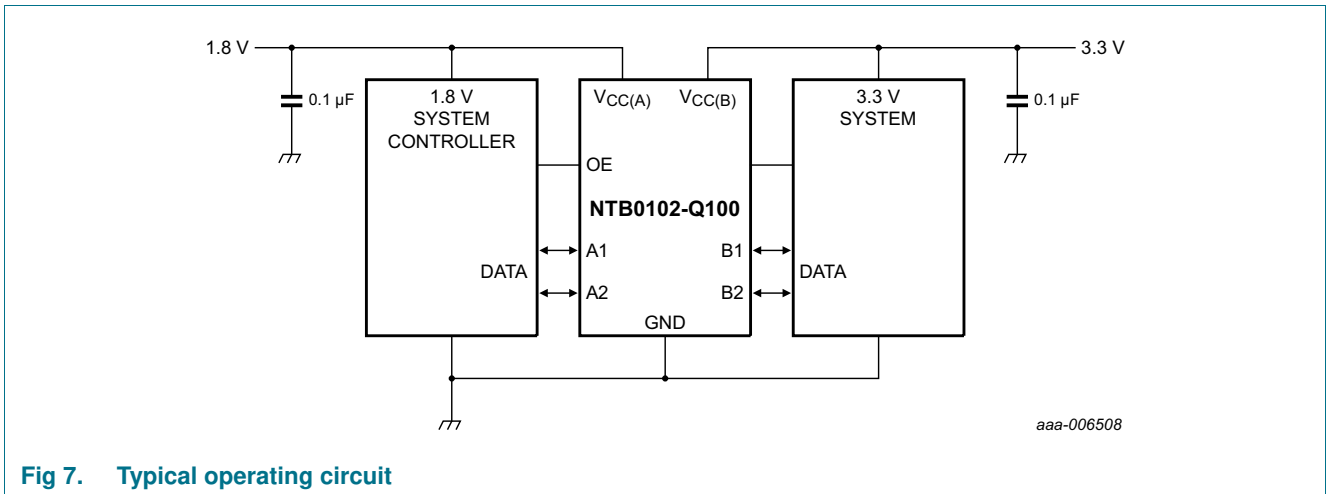 1.8 V
3.3 V
0.1 µF
1.8 V
SYSTEM
CONTROLLER
VCC(A)
VCC(B)
3.3 V
SYSTEM
0.1 µF
OE
NTB0102-Q100
A1
B1
DATA
DATA
A2
B2
GND
aaa-006508
Fig 7. Typical operating circuit